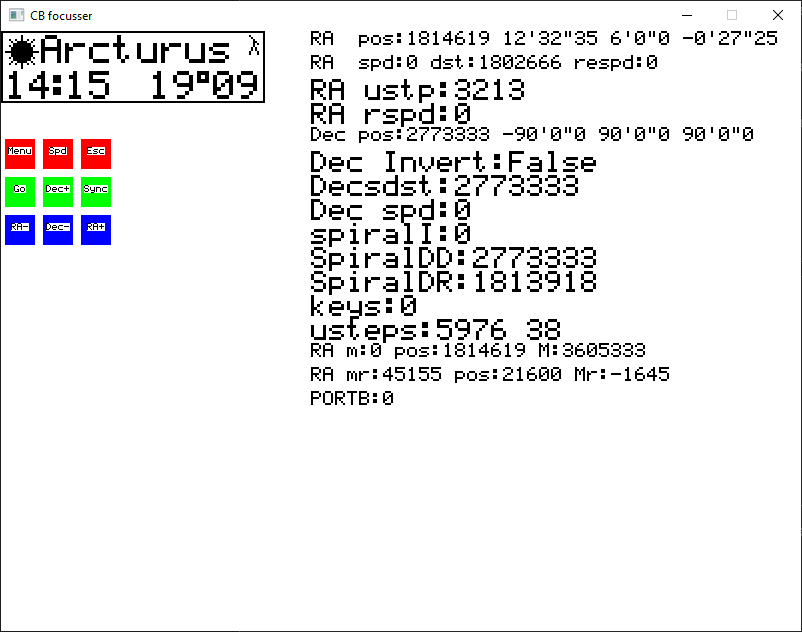 CB focusser
Arcturus λ
14:15 19°09
Menu Spd Esc
Go Dec+ Sync
RA- Dec- RA+
RA pos:1814619 12'32"35 6'0"0 -0'27"25
RA spd:0 dst:1802666 respd:0
RA ustp:3213
RA rspd:0
Dec pos:2773333 -90'0"0 90'0"0 90'0"0
Dec Invert:False
Decsdst:2773333
Dec spd:0
spiralI:0
SpiralDD:2773333
SpiralDR:1813918
keys:0
usteps:5976 38
RA m:0 pos:1814619 M:3605333
RA mr:45155 pos:21600 Mr:-1645
PORTB:0